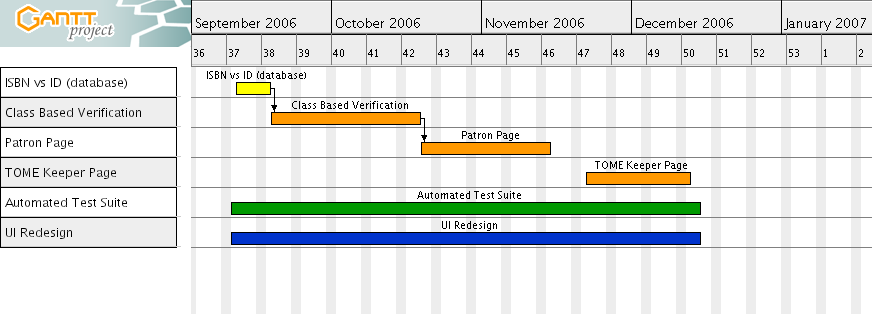 GANTT
project
September 2006 October 2006 November 2006 December 2006 January 2007
36 37 38 39 40 41 42 43 44 45 46 47 48 49 50 51 52 53 1 2
ISBN vs ID (database)
ISBN vs ID (database)
Class Based Verification
Class Based Verification
Patron Page
Patron Page
TOME Keeper Page
TOME Keeper Page
Automated Test Suite
Automated Test Suite
UI Redesign
UI Redesign